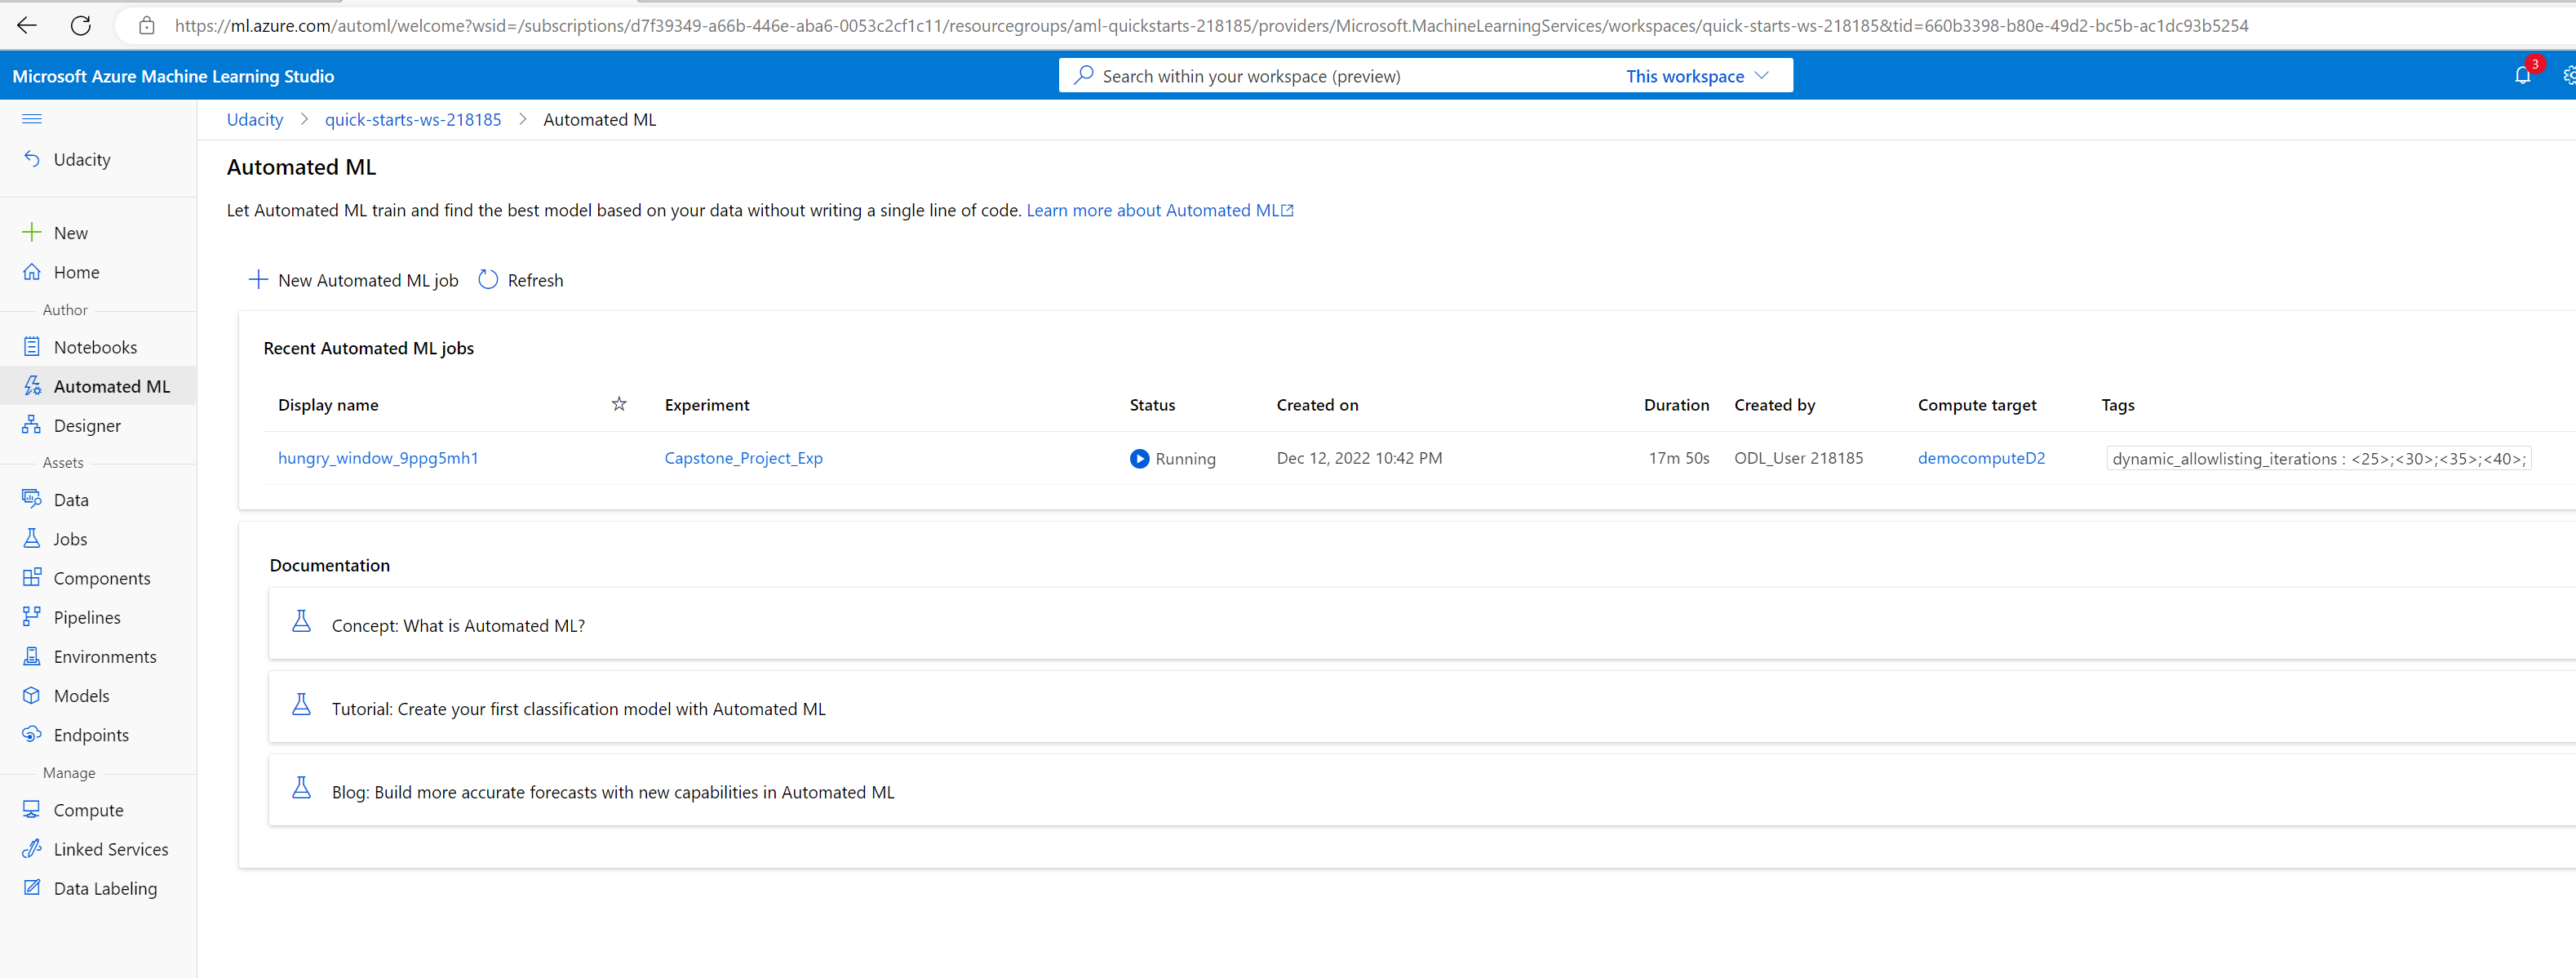 https://ml.azure.com/automl/welcome?wsid=/subscriptions/d7f39349-a66b-446e-aba6-0053c2cf1c11/resourcegroups/aml-quickstarts-218185/providers/Microsoft.MachineLearningServices/workspaces/quick-starts-ws-218185&tid=660b3398-b80e-49d2-bc5b-ac1dc93b5254
Microsoft Azure Machine Learning Studio
Search within your workspace (preview)
This workspace
3
Udacity
New
Home
Author
Notebooks
Automated ML
Designer
Assets
Data
Jobs
Components
Pipelines
Environments
Models
Endpoints
Manage
Compute
Linked Services
Data Labeling
Udacity > quick-starts-ws-218185 > Automated ML
Automated ML
Let Automated ML train and find the best model based on your data without writing a single line of code. Learn more about Automated ML
New Automated ML job Refresh
Recent Automated ML jobs
Display name Experiment Status Created on Duration Created by Compute target Tags
hungry_window_9ppg5mh1 Capstone_Project_Exp Running Dec 12, 2022 10:42 PM 17m 50s ODL_User 218185 democomputeD2 dynamic_allowlisting_iterations : <25>;<30>;<35>;<40>;
Documentation
Concept: What is Automated ML?
Tutorial: Create your first classification model with Automated ML
Blog: Build more accurate forecasts with new capabilities in Automated ML